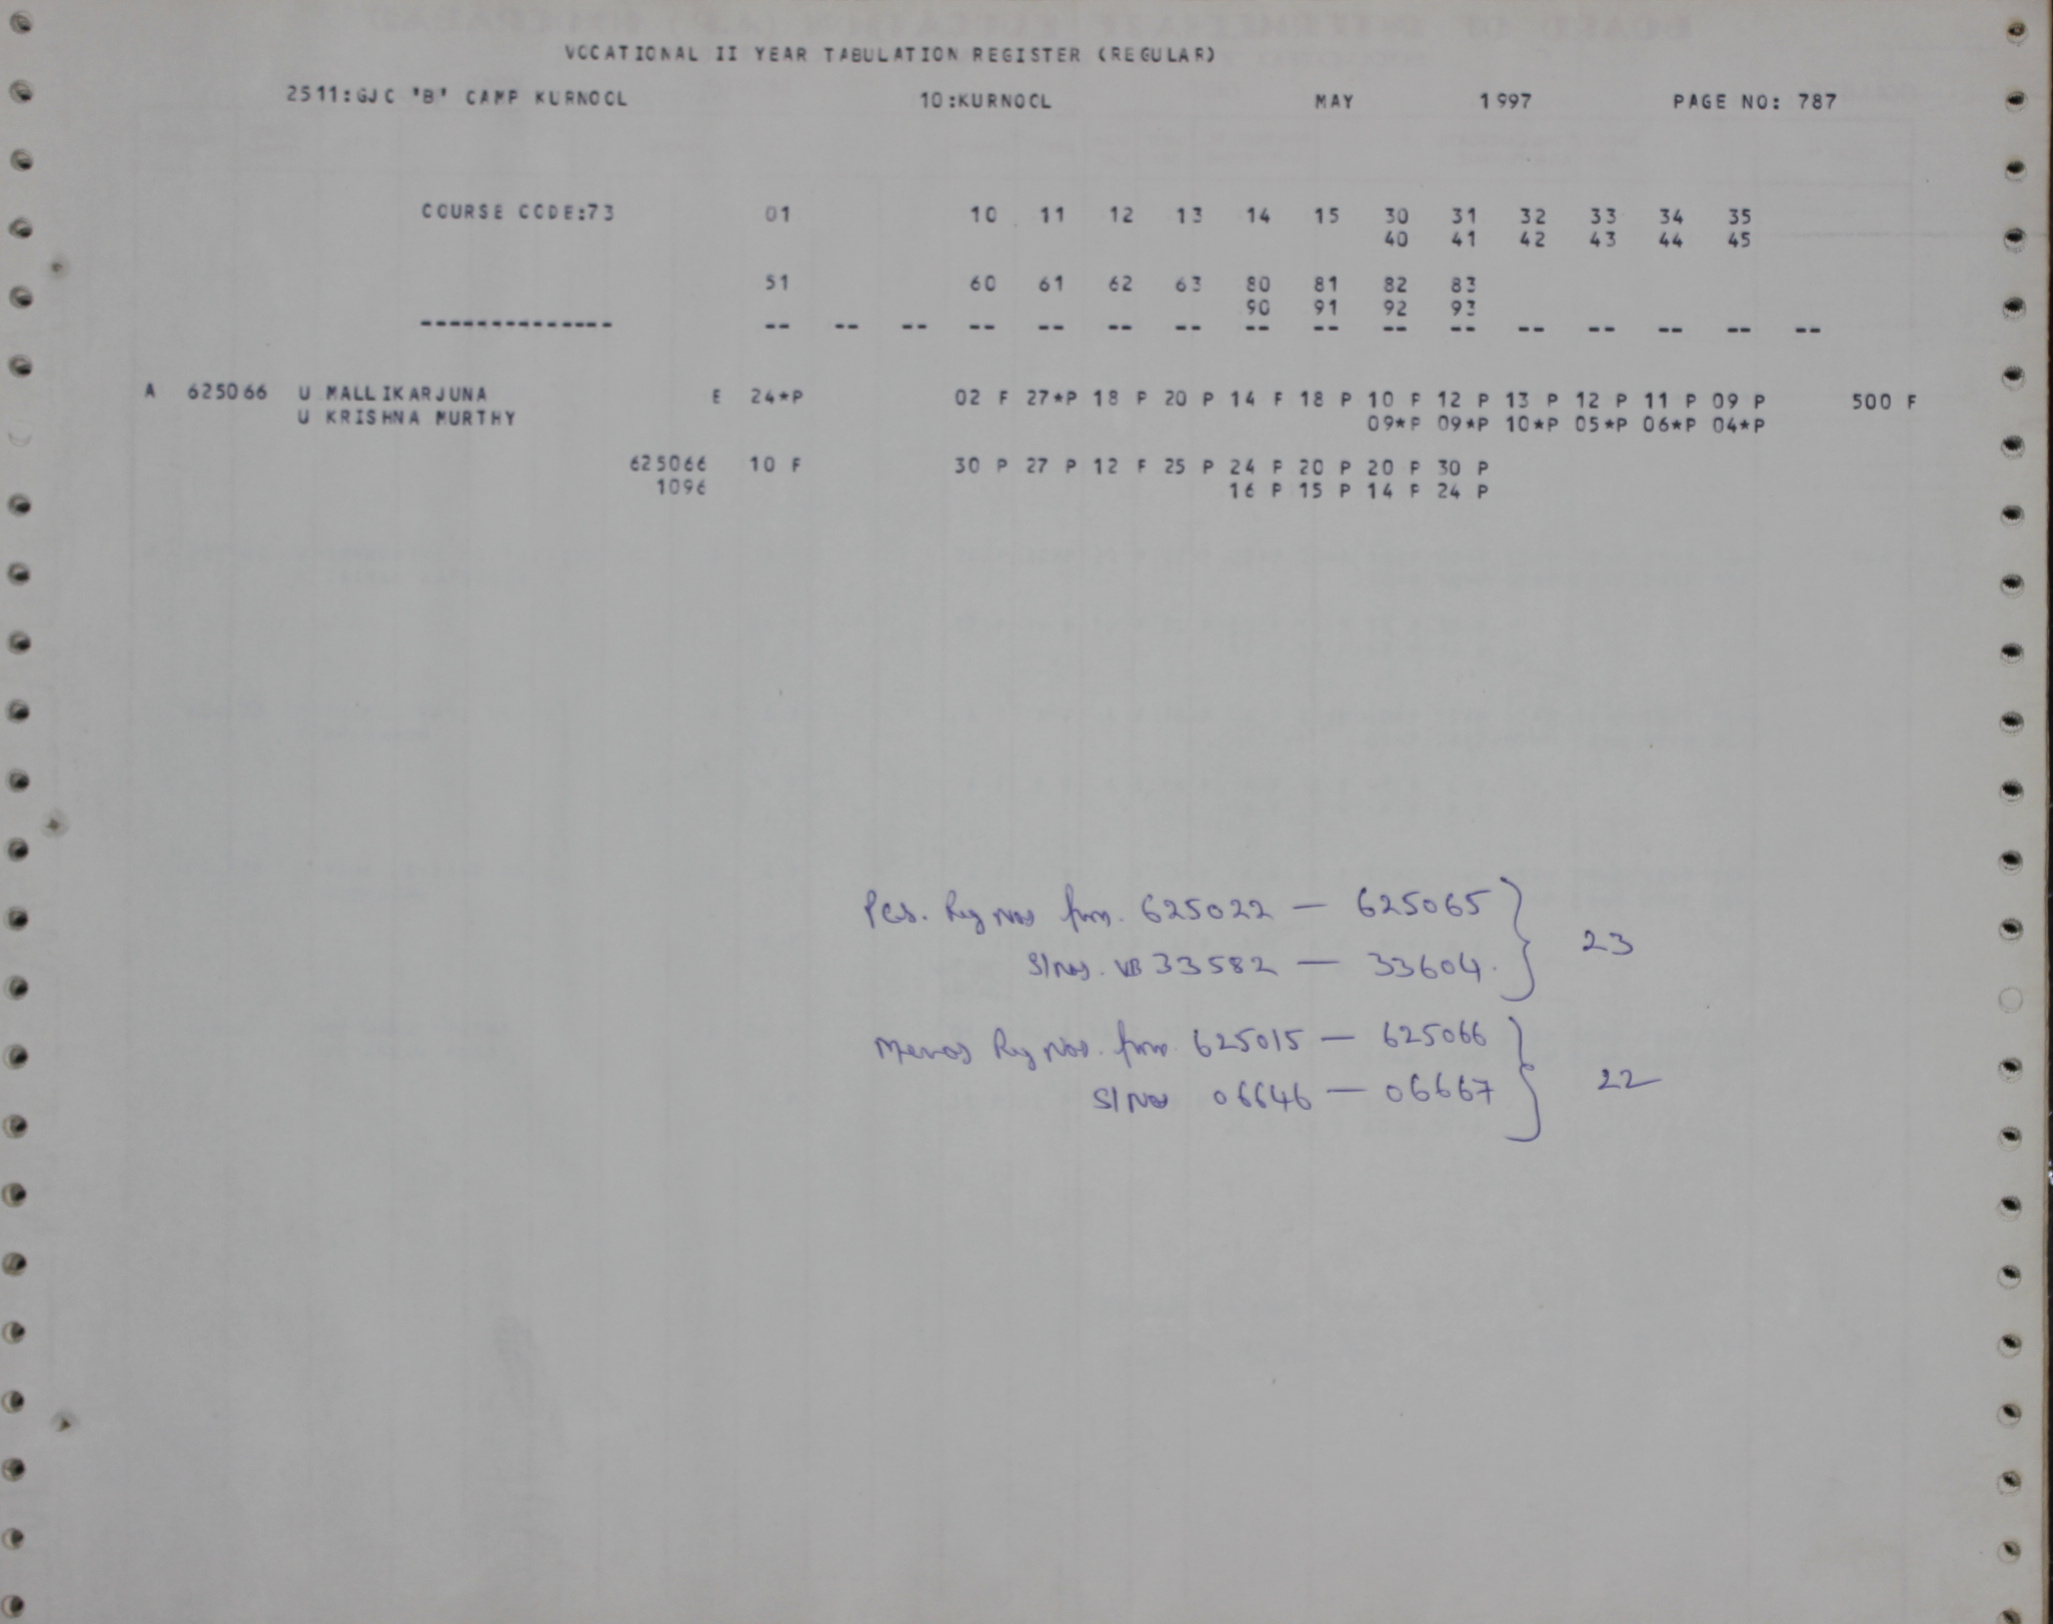 VOCATIONAL II YEAR TABULATION REGISTER (REGULAR)
2511:GJC 'B' CAMP KURNOOL 10:KURNOOL MAY 1997 PAGE NO: 787
COURSE CODE:73 01 10 11 12 13 14 15 30 31 32 33 34 35
40 41 42 43 44 45
51 60 61 62 63 80 81 82 83
90 91 92 93
-------------- -- -- -- -- -- -- -- -- -- -- -- -- -- -- -- --
A 625066 U MALLIKARJUNA E 24*P 02 F 27*P 18 P 20 P 14 F 18 P 10 P 12 P 13 P 12 P 11 P 09 P 500 F
U KRISHNA MURTHY 09*P 09*P 10*P 05*P 06*P 04*P
625066 10 F 30 P 27 P 12 F 25 P 24 P 20 P 20 P 30 P
1096 16 P 15 P 14 P 24 P
Pcs. Reg Nos from. 625022 — 625065
Sl Nos. VB 33582 — 33604. } 23
Memos Reg Nos. from 625015 — 625066
Sl Nos 06646 — 06667 } 22